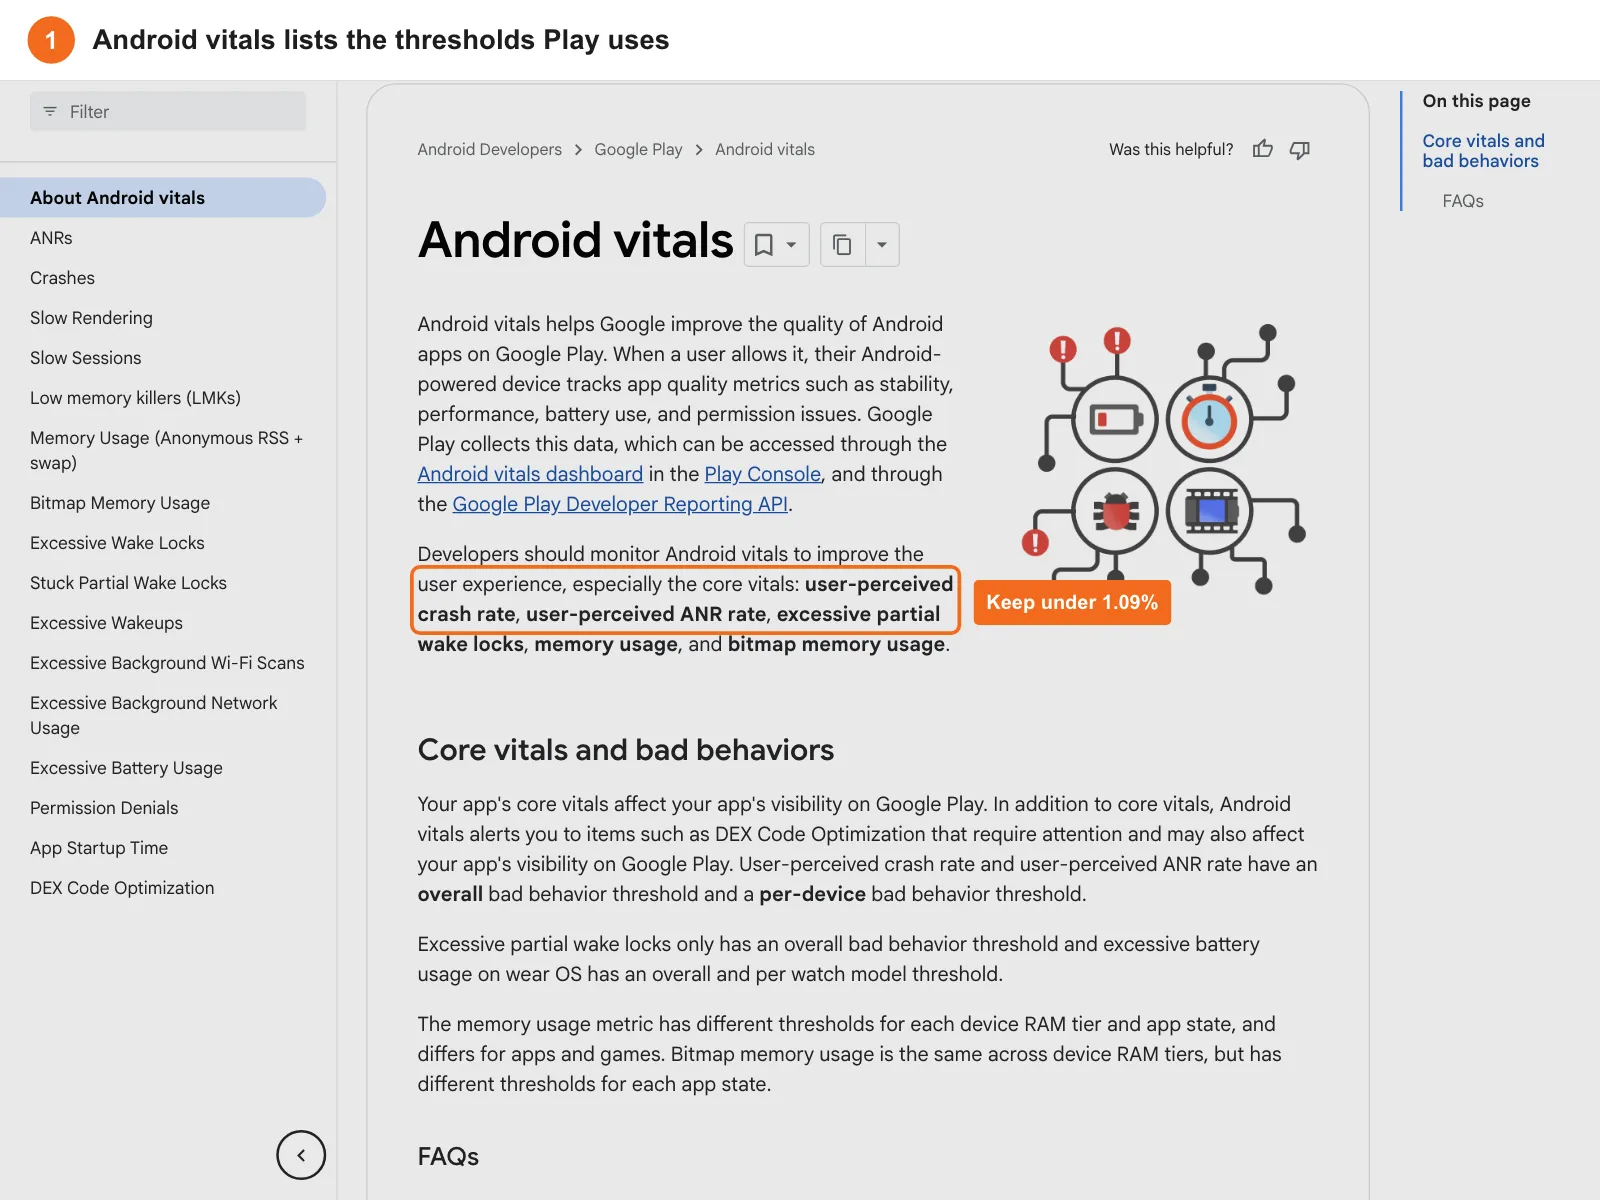 1
Android vitals lists the thresholds Play uses
Filter
About Android vitals
ANRs
Crashes
Slow Rendering
Slow Sessions
Low memory killers (LMKs)
Memory Usage (Anonymous RSS +
swap)
Bitmap Memory Usage
Excessive Wake Locks
Stuck Partial Wake Locks
Excessive Wakeups
Excessive Background Wi-Fi Scans
Excessive Background Network
Usage
Excessive Battery Usage
Permission Denials
App Startup Time
DEX Code Optimization
Android Developers > Google Play > Android vitals
Was this helpful?
Android vitals
Android vitals helps Google improve the quality of Android
apps on Google Play. When a user allows it, their Android-
powered device tracks app quality metrics such as stability,
performance, battery use, and permission issues. Google
Play collects this data, which can be accessed through the
Android vitals dashboard in the Play Console, and through
the Google Play Developer Reporting API.
Developers should monitor Android vitals to improve the
user experience, especially the core vitals: user-perceived
crash rate, user-perceived ANR rate, excessive partial
wake locks, memory usage, and bitmap memory usage.
Keep under 1.09%
Core vitals and bad behaviors
Your app's core vitals affect your app's visibility on Google Play. In addition to core vitals, Android
vitals alerts you to items such as DEX Code Optimization that require attention and may also affect
your app's visibility on Google Play. User-perceived crash rate and user-perceived ANR rate have an
overall bad behavior threshold and a per-device bad behavior threshold.
Excessive partial wake locks only has an overall bad behavior threshold and excessive battery
usage on wear OS has an overall and per watch model threshold.
The memory usage metric has different thresholds for each device RAM tier and app state, and
differs for apps and games. Bitmap memory usage is the same across device RAM tiers, but has
different thresholds for each app state.
FAQs
On this page
Core vitals and
bad behaviors
FAQs